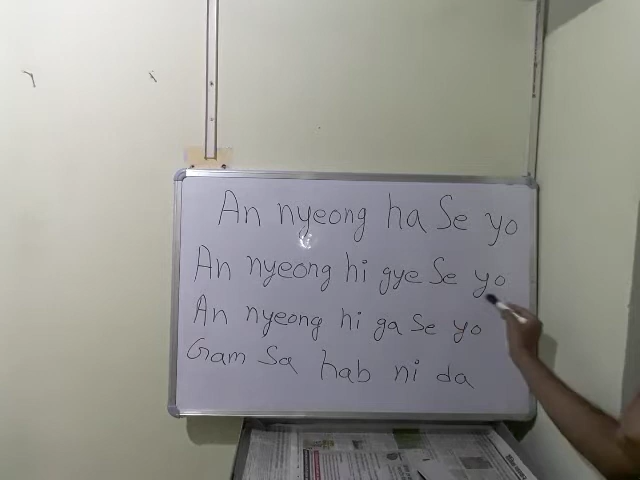 An nyeong ha Se yo
An nyeong hi gye Se yo
An nyeong hi ga Se yo
Gam Sa hab ni da